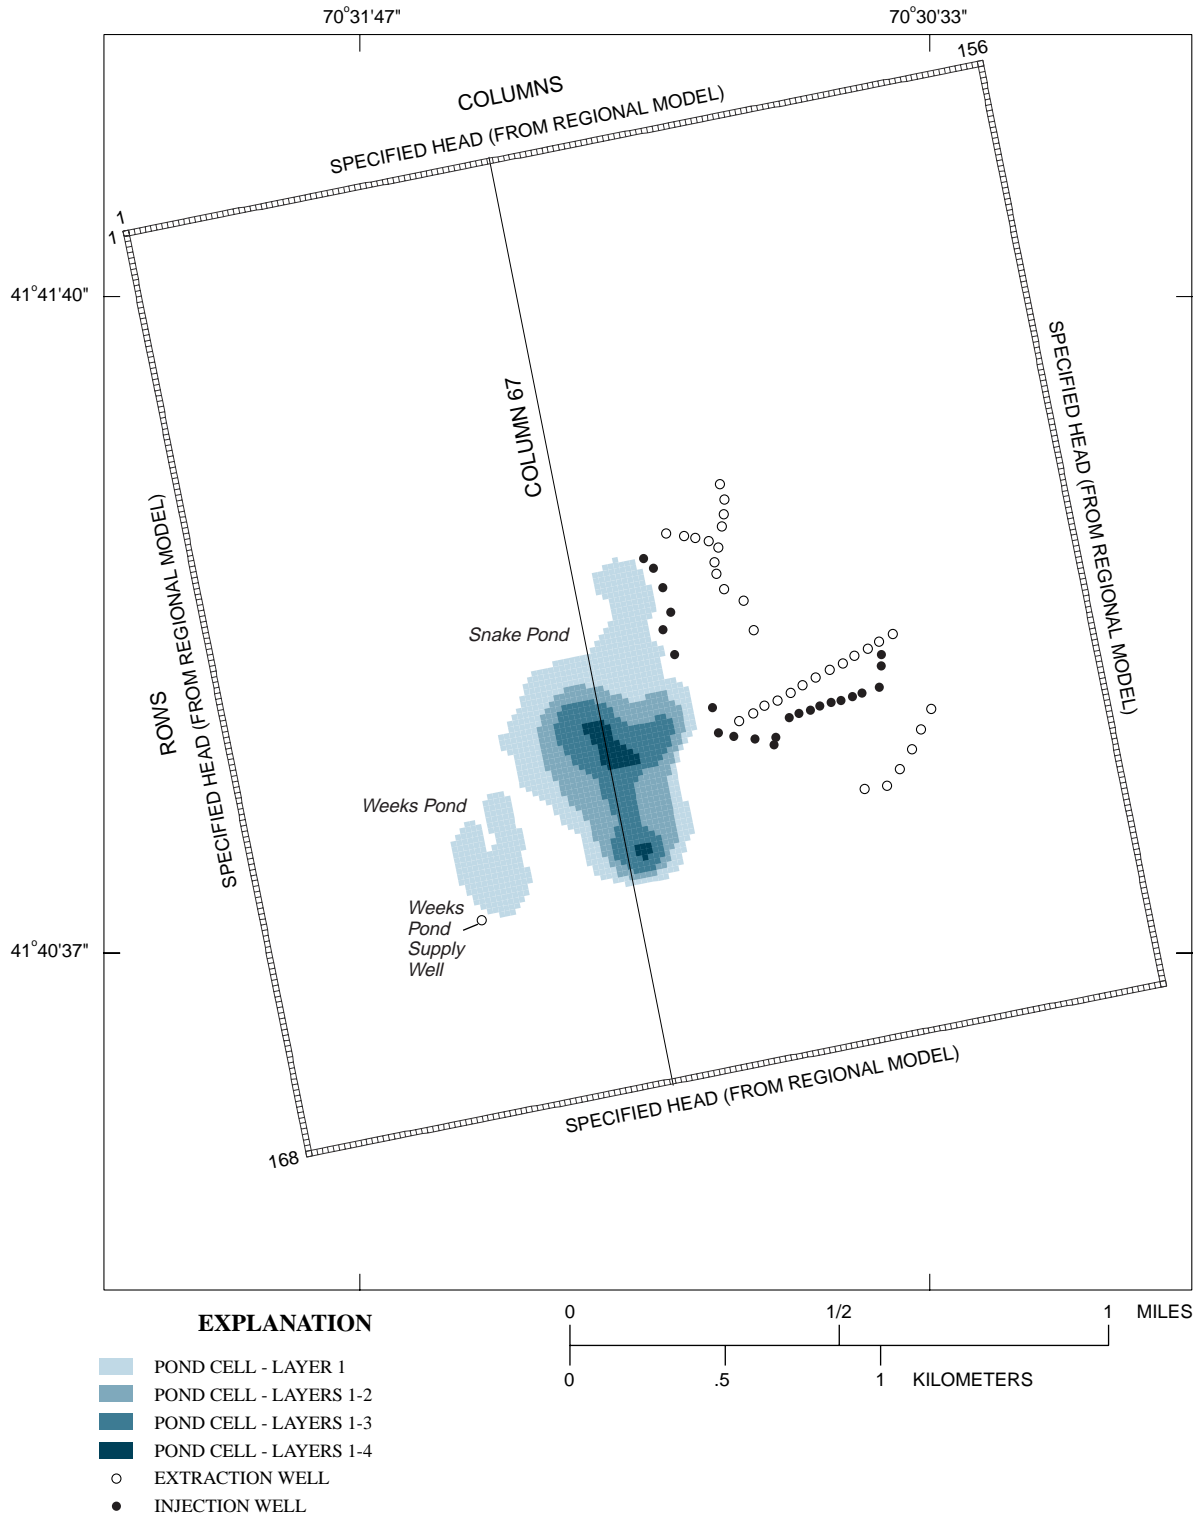 70°31'47"
70°30'33"
156
COLUMNS
SPECIFIED HEAD (FROM REGIONAL MODEL)
1
1
41°41'40"
COLUMN 67
SPECIFIED HEAD (FROM REGIONAL MODEL)
ROWS
SPECIFIED HEAD (FROM REGIONAL MODEL)
Snake Pond
Weeks Pond
Weeks
Pond
Supply
Well
41°40'37"
SPECIFIED HEAD (FROM REGIONAL MODEL)
168
EXPLANATION
POND CELL - LAYER 1
POND CELL - LAYERS 1-2
POND CELL - LAYERS 1-3
POND CELL - LAYERS 1-4
EXTRACTION WELL
INJECTION WELL
0 1/2 1 MILES
0 .5 1 KILOMETERS